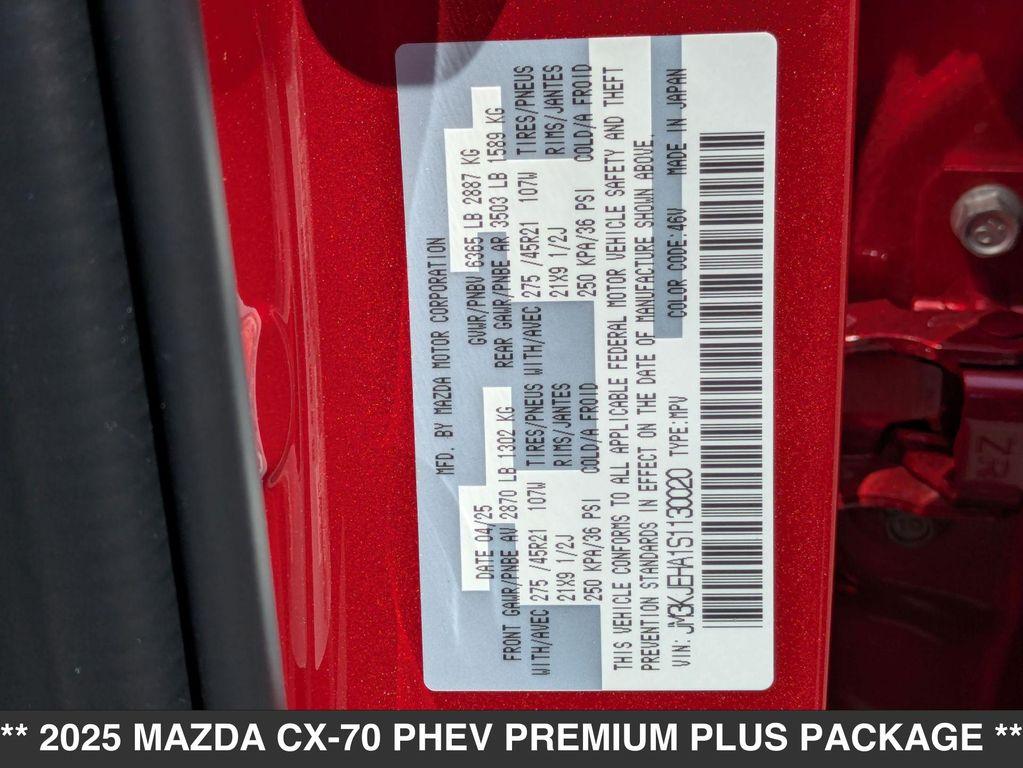 MFD. BY MAZDA MOTOR CORPORATION
DATE 04/25 GVWR/PNBV 6365 LB 2887 KG
FRONT GAWR/PNBE AV 2870 LB 1302 KG REAR GAWR/PNBE AR 3503 LB 1589 KG
WITH/AVEC 275 /45R21 107W TIRES/PNEUS WITH/AVEC 275 /45R21 107W TIRES/PNEUS
21X9 1/2J RIMS/JANTES 21X9 1/2J RIMS/JANTES
250 KPA/36 PSI COLD/A FROID 250 KPA/36 PSI COLD/A FROID
THIS VEHICLE CONFORMS TO ALL APPLICABLE FEDERAL MOTOR VEHICLE SAFETY AND THEFT
PREVENTION STANDARDS IN EFFECT ON THE DATE OF MANUFACTURE SHOWN ABOVE.
VIN: JM3KJEHA1S1130020 TYPE:MPV COLOR CODE:46V MADE IN JAPAN
ZR
** 2025 MAZDA CX-70 PHEV PREMIUM PLUS PACKAGE **